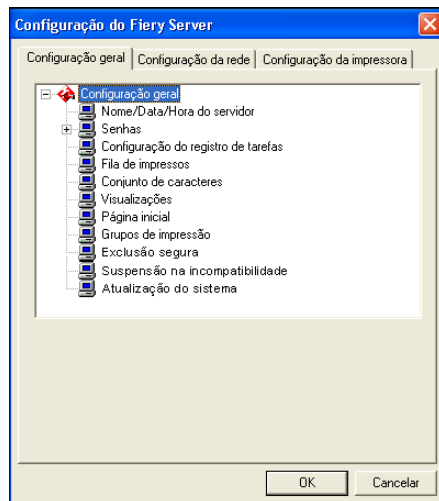 Configuração do Fiery Server
Configuração geral
Configuração da rede
Configuração da impressora
Configuração geral
Nome/Data/Hora do servidor
Senhas
Configuração do registro de tarefas
Fila de impressos
Conjunto de caracteres
Visualizações
Página inicial
Grupos de impressão
Exclusão segura
Suspensão na incompatibilidade
Atualização do sistema
OK
Cancelar